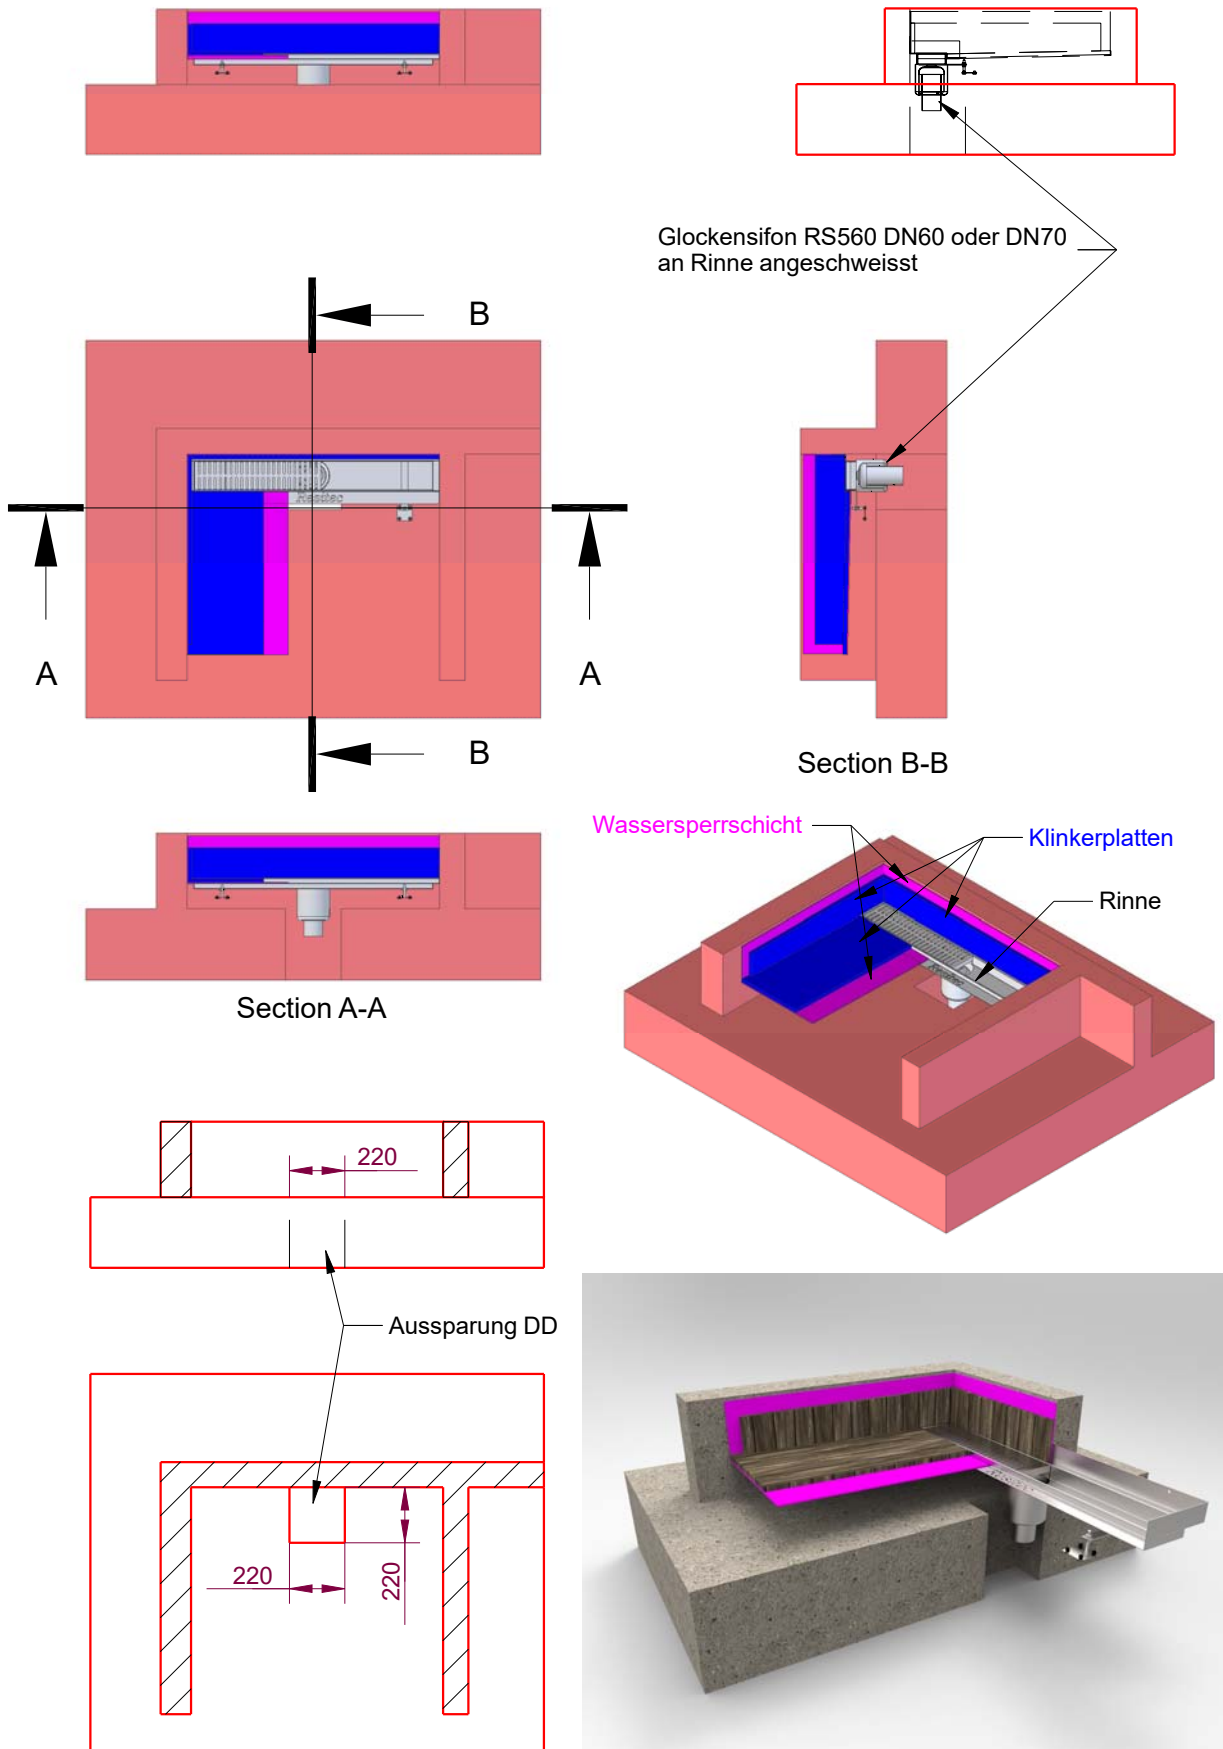 Glockensifon RS560 DN60 oder DN70
an Rinne angeschweisst
B
A
A
B
Section B-B
Wassersperrschicht
Klinkerplatten
Rinne
Section A-A
220
Aussparung DD
220
220